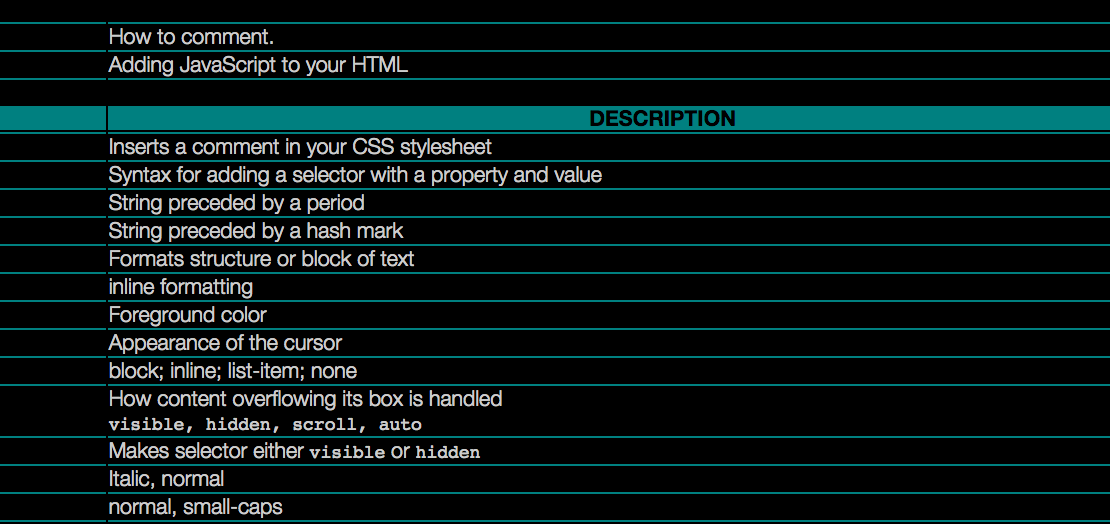 How to comment.
Adding JavaScript to your HTML
DESCRIPTION
Inserts a comment in your CSS stylesheet
Syntax for adding a selector with a property and value
String preceded by a period
String preceded by a hash mark
Formats structure or block of text
inline formatting
Foreground color
Appearance of the cursor
block; inline; list-item; none
How content overflowing its box is handled
visible, hidden, scroll, auto
Makes selector either visible or hidden
Italic, normal
normal, small-caps